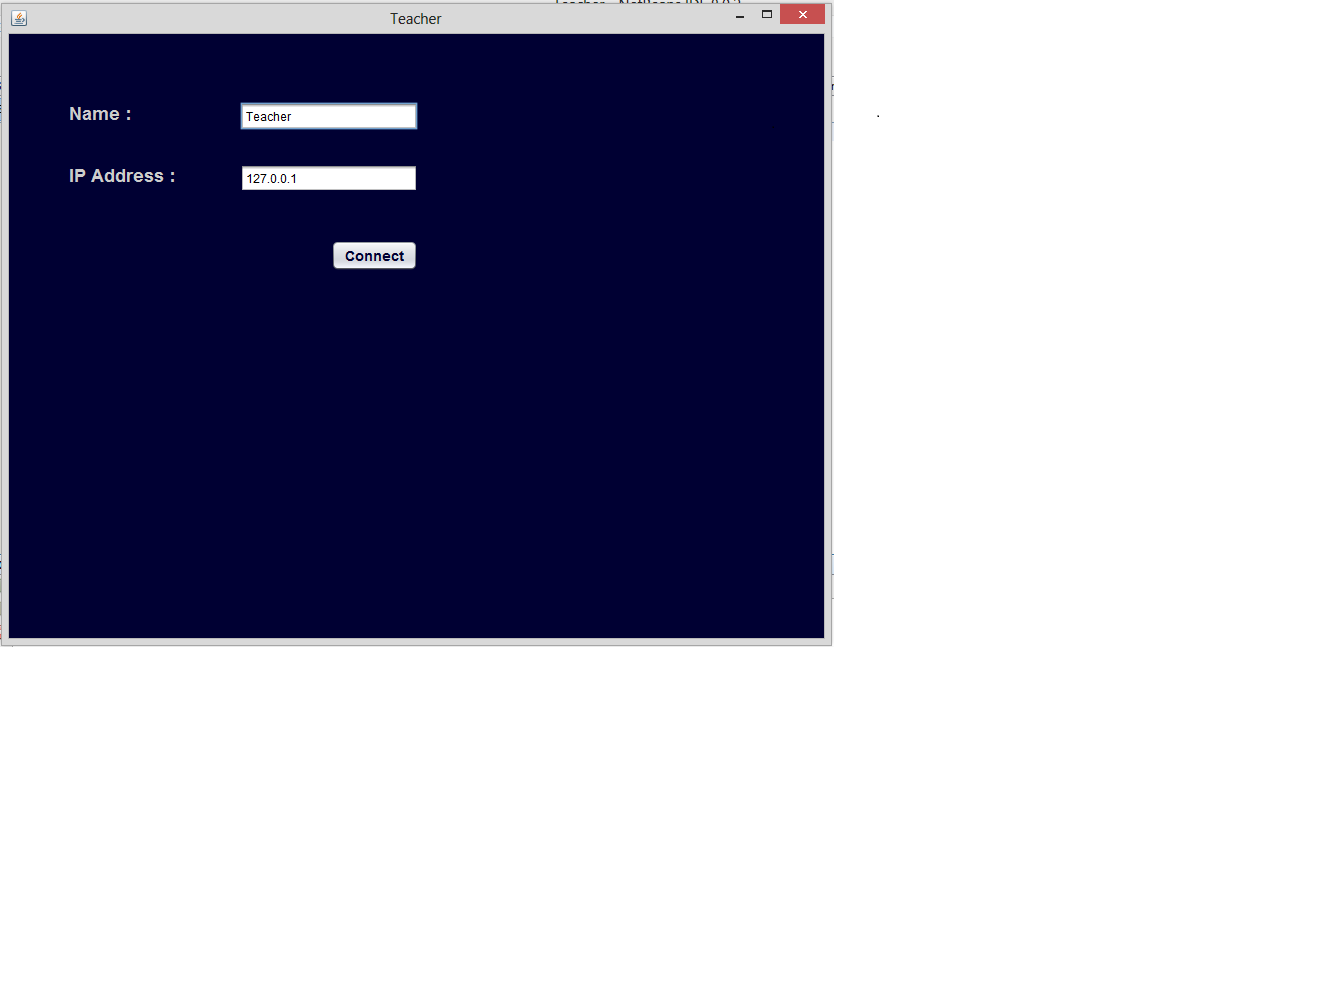 Teacher
Name :
Teacher
IP Address :
127.0.0.1
Connect